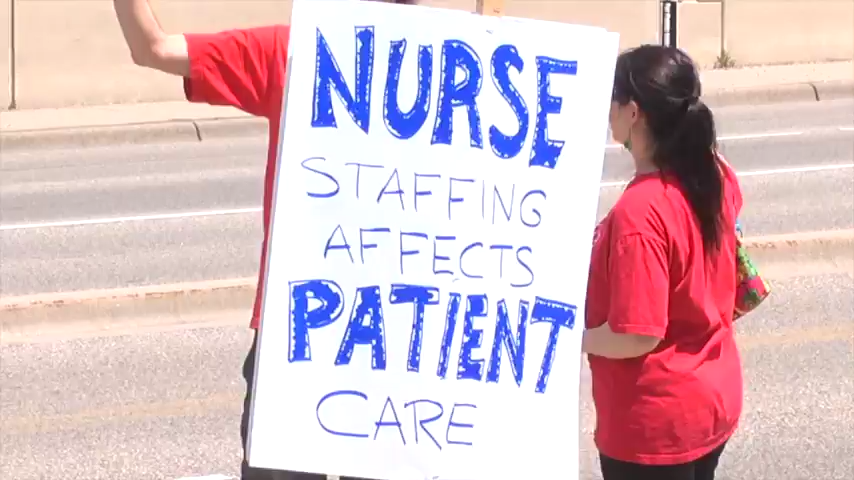 NURSE
STAFFING
AFFECTS
PATIENT
CARE